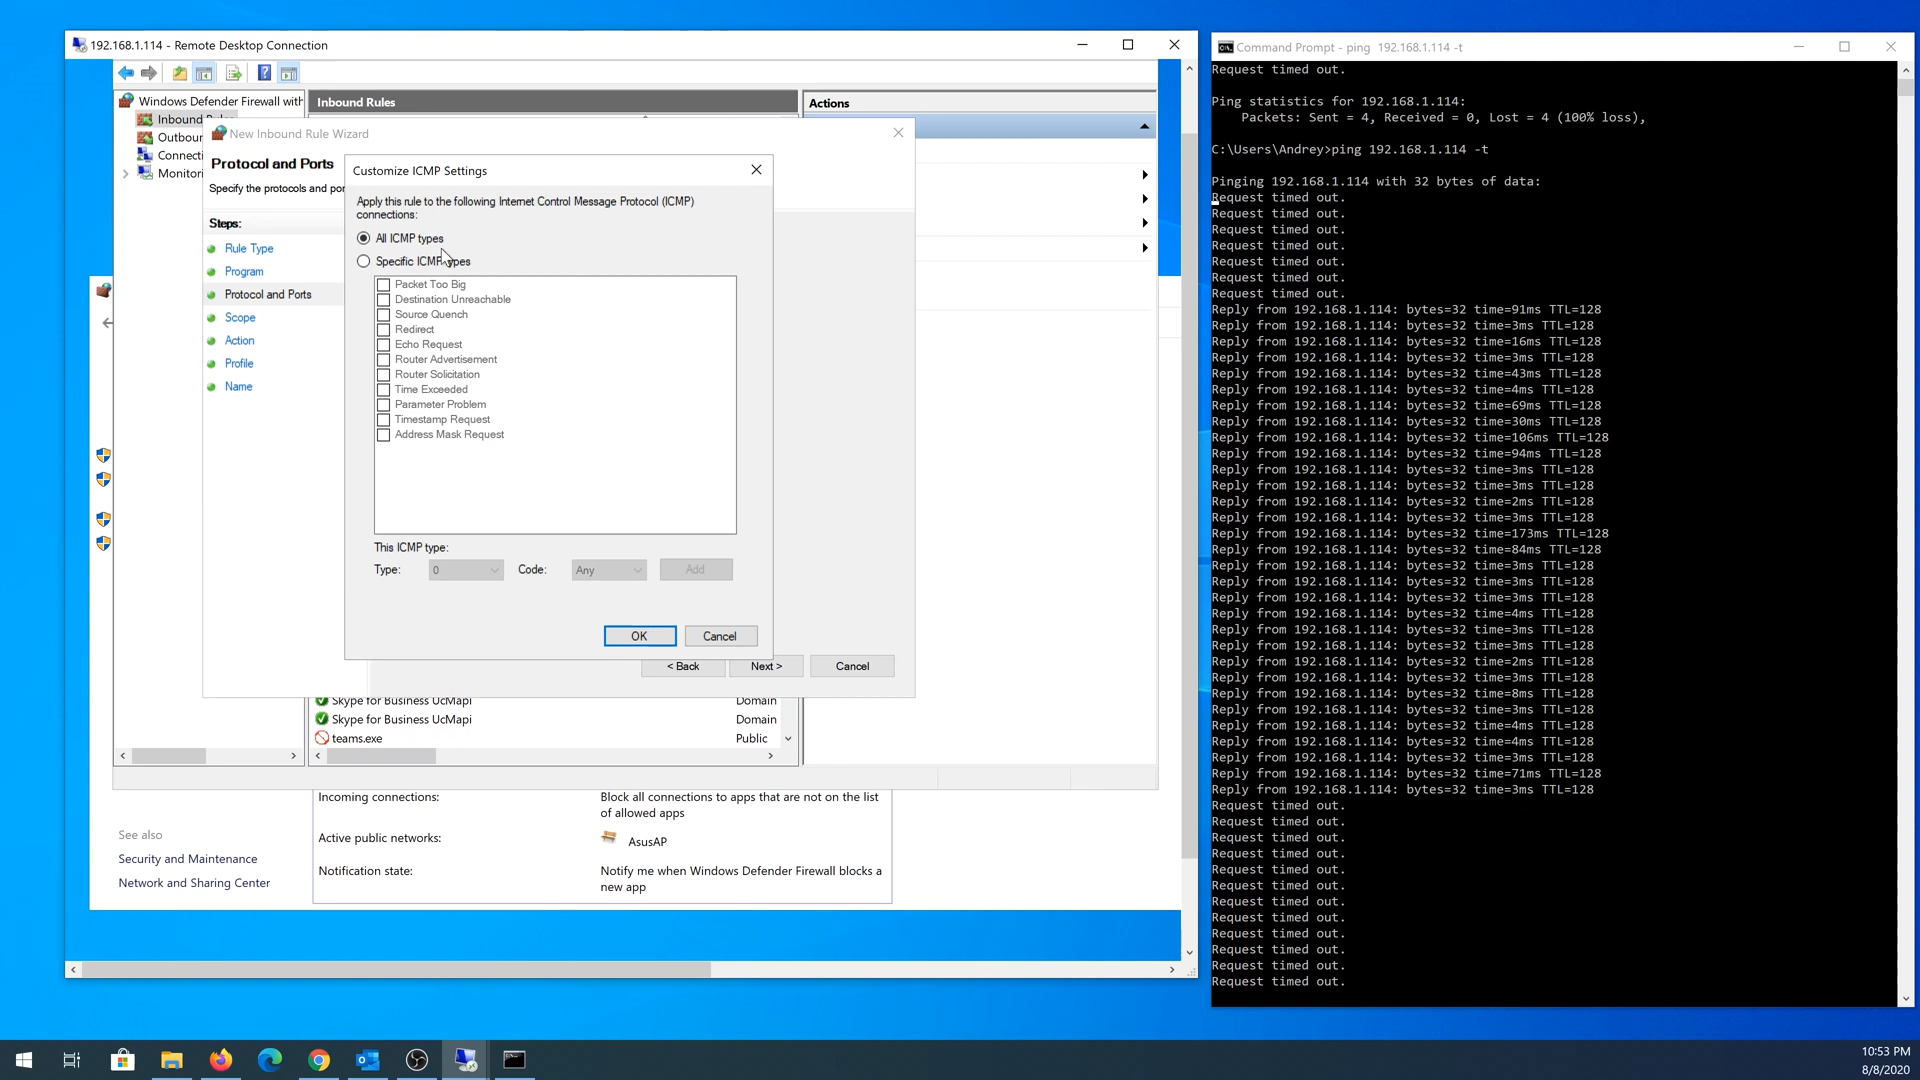 192.168.1.114 - Remote Desktop Connection
Windows Defender Firewall with
Inbound Rules
Outbour
Connecti
Monitori
Inbound Rules
Actions
New Inbound Rule Wizard
Protocol and Ports
Specify the protocols and por
Steps:
Rule Type
Program
Protocol and Ports
Scope
Action
Profile
Name
Customize ICMP Settings
Apply this rule to the following Internet Control Message Protocol (ICMP)
connections:
All ICMP types
Specific ICMP types
Packet Too Big
Destination Unreachable
Source Quench
Redirect
Echo Request
Router Advertisement
Router Solicitation
Time Exceeded
Parameter Problem
Timestamp Request
Address Mask Request
This ICMP type:
Type: 0 Code: Any Add
OK Cancel
< Back Next > Cancel
Skype for Business UcMapi Domain
Skype for Business UcMapi Domain
teams.exe Public
Incoming connections:
Block all connections to apps that are not on the list
of allowed apps
Active public networks:
AsusAP
Notification state:
Notify me when Windows Defender Firewall blocks a
new app
See also
Security and Maintenance
Network and Sharing Center
Command Prompt - ping 192.168.1.114 -t
Request timed out.
Ping statistics for 192.168.1.114:
Packets: Sent = 4, Received = 0, Lost = 4 (100% loss),
C:\Users\Andrey>ping 192.168.1.114 -t
Pinging 192.168.1.114 with 32 bytes of data:
Request timed out.
Request timed out.
Request timed out.
Request timed out.
Request timed out.
Request timed out.
Request timed out.
Reply from 192.168.1.114: bytes=32 time=91ms TTL=128
Reply from 192.168.1.114: bytes=32 time=3ms TTL=128
Reply from 192.168.1.114: bytes=32 time=16ms TTL=128
Reply from 192.168.1.114: bytes=32 time=3ms TTL=128
Reply from 192.168.1.114: bytes=32 time=43ms TTL=128
Reply from 192.168.1.114: bytes=32 time=4ms TTL=128
Reply from 192.168.1.114: bytes=32 time=69ms TTL=128
Reply from 192.168.1.114: bytes=32 time=30ms TTL=128
Reply from 192.168.1.114: bytes=32 time=106ms TTL=128
Reply from 192.168.1.114: bytes=32 time=94ms TTL=128
Reply from 192.168.1.114: bytes=32 time=3ms TTL=128
Reply from 192.168.1.114: bytes=32 time=3ms TTL=128
Reply from 192.168.1.114: bytes=32 time=2ms TTL=128
Reply from 192.168.1.114: bytes=32 time=3ms TTL=128
Reply from 192.168.1.114: bytes=32 time=173ms TTL=128
Reply from 192.168.1.114: bytes=32 time=84ms TTL=128
Reply from 192.168.1.114: bytes=32 time=3ms TTL=128
Reply from 192.168.1.114: bytes=32 time=3ms TTL=128
Reply from 192.168.1.114: bytes=32 time=3ms TTL=128
Reply from 192.168.1.114: bytes=32 time=4ms TTL=128
Reply from 192.168.1.114: bytes=32 time=3ms TTL=128
Reply from 192.168.1.114: bytes=32 time=3ms TTL=128
Reply from 192.168.1.114: bytes=32 time=2ms TTL=128
Reply from 192.168.1.114: bytes=32 time=3ms TTL=128
Reply from 192.168.1.114: bytes=32 time=8ms TTL=128
Reply from 192.168.1.114: bytes=32 time=3ms TTL=128
Reply from 192.168.1.114: bytes=32 time=4ms TTL=128
Reply from 192.168.1.114: bytes=32 time=4ms TTL=128
Reply from 192.168.1.114: bytes=32 time=3ms TTL=128
Reply from 192.168.1.114: bytes=32 time=71ms TTL=128
Reply from 192.168.1.114: bytes=32 time=3ms TTL=128
Request timed out.
Request timed out.
Request timed out.
Request timed out.
Request timed out.
Request timed out.
Request timed out.
Request timed out.
Request timed out.
Request timed out.
Request timed out.
Request timed out.
10:53 PM
8/8/2020